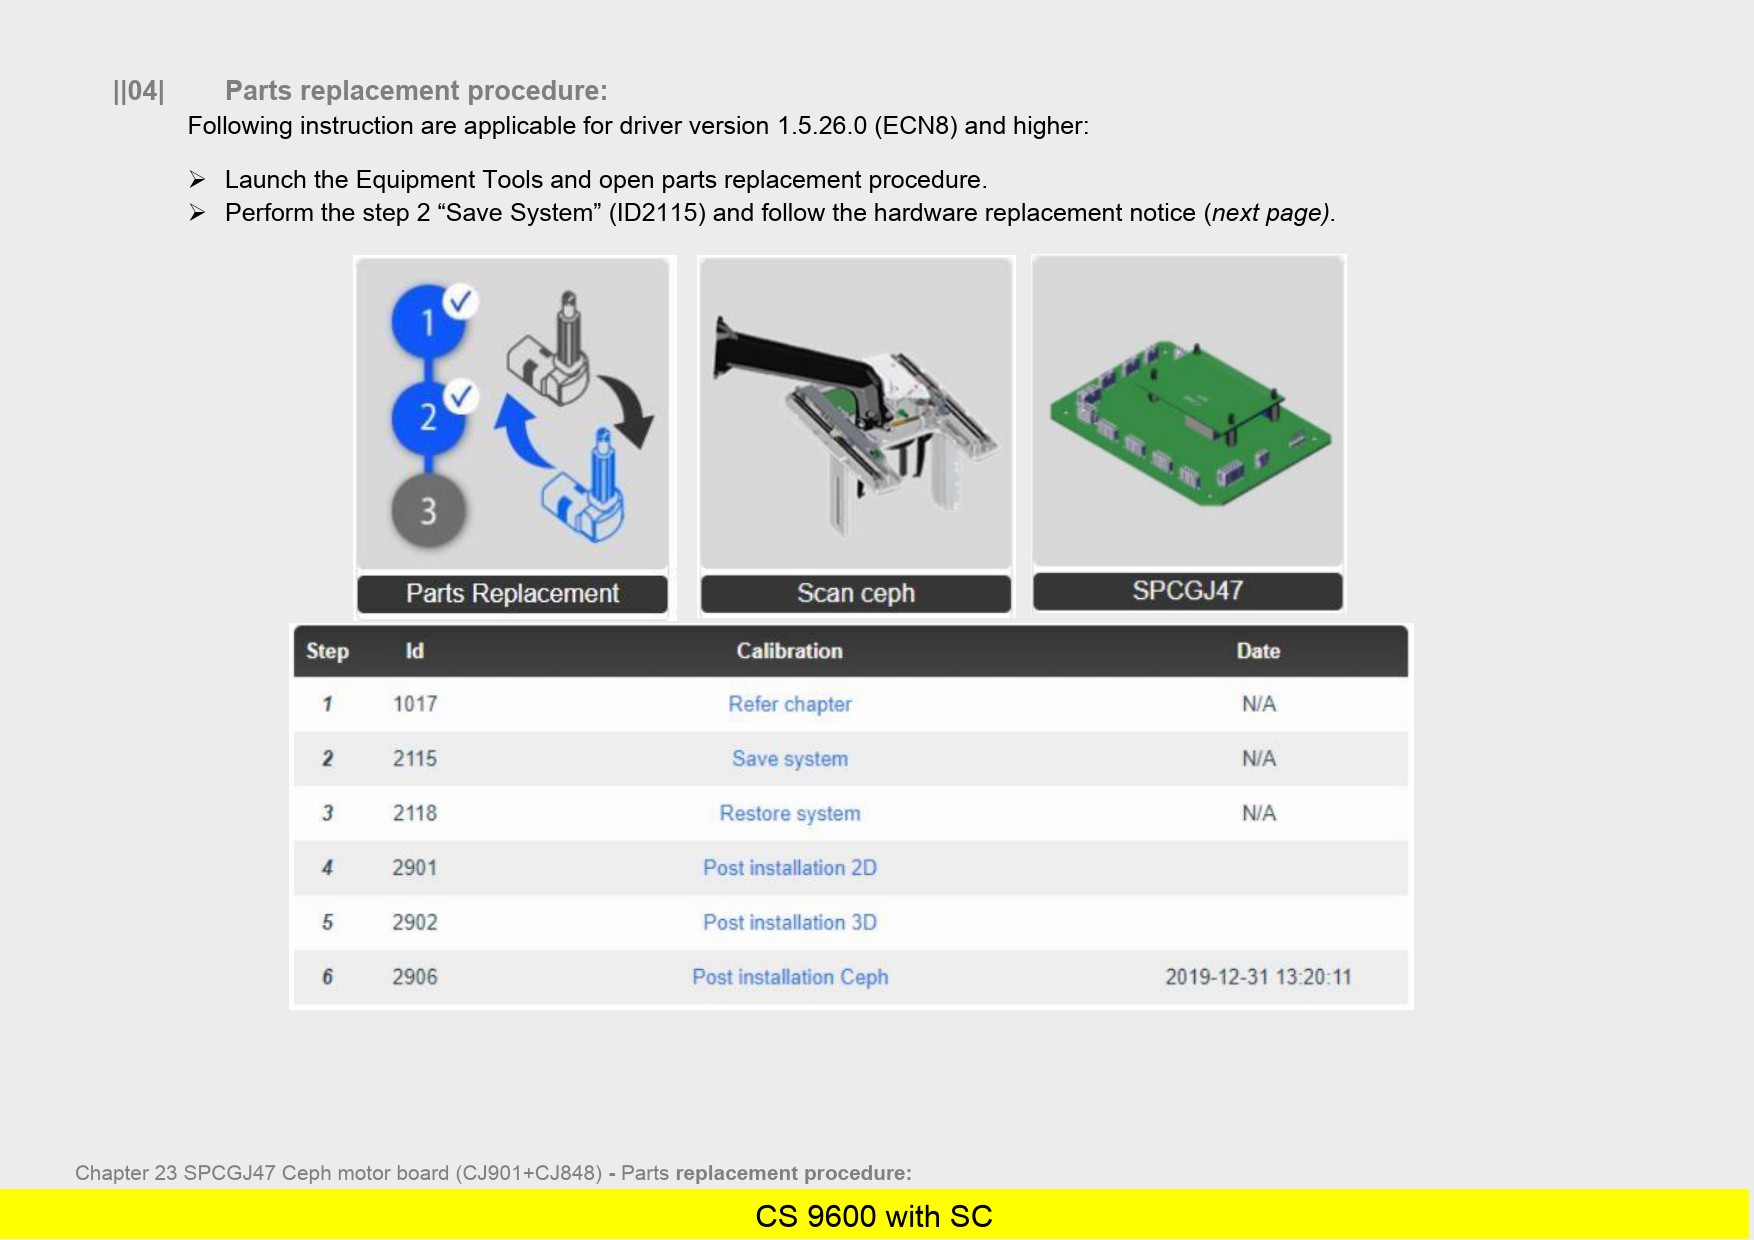 ||04| Parts replacement procedure:
Following instruction are applicable for driver version 1.5.26.0 (ECN8) and higher:
➢ Launch the Equipment Tools and open parts replacement procedure.
➢ Perform the step 2 “Save System” (ID2115) and follow the hardware replacement notice (next page).
1
2
3
Parts Replacement Scan ceph SPCGJ47
Step Id Calibration Date
1 1017 Refer chapter N/A
2 2115 Save system N/A
3 2118 Restore system N/A
4 2901 Post installation 2D
5 2902 Post installation 3D
6 2906 Post installation Ceph 2019-12-31 13:20:11
Chapter 23 SPCGJ47 Ceph motor board (CJ901+CJ848) - Parts replacement procedure:
CS 9600 with SC